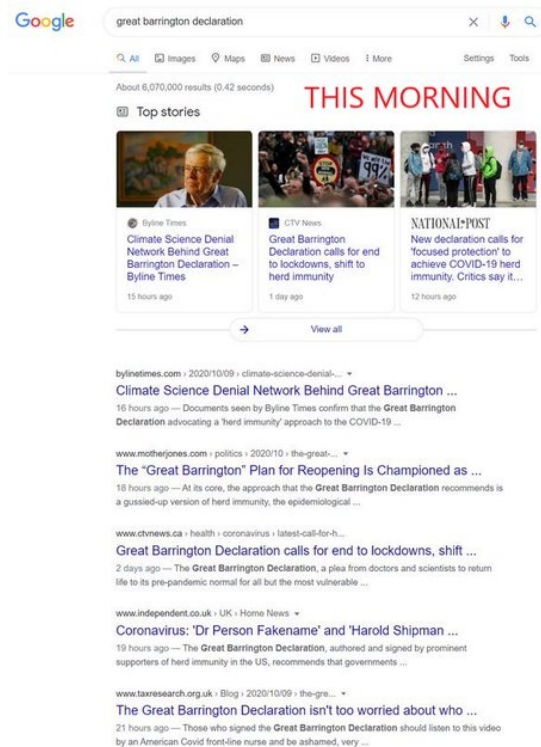 Google
great barrington declaration
All Images Maps News Videos More Settings Tools
About 6,070,000 results (0.42 seconds)
THIS MORNING
Top stories
Byline Times
Climate Science Denial
Network Behind Great
Barrington Declaration –
Byline Times
15 hours ago
STOP
99%
CTV News
Great Barrington
Declaration calls for end
to lockdowns, shift to
herd immunity
1 day ago
NATIONAL POST
New declaration calls for
'focused protection' to
achieve COVID-19 herd
immunity. Critics say it…
12 hours ago
View all
bylinetimes.com › 2020/10/09 › climate-science-denial-...
Climate Science Denial Network Behind Great Barrington ...
16 hours ago — Documents seen by Byline Times confirm that the Great Barrington
Declaration advocating a 'herd immunity' approach to the COVID-19 ...
www.motherjones.com › politics › 2020/10 › the-great-...
The “Great Barrington” Plan for Reopening Is Championed as ...
18 hours ago — At its core, the approach that the Great Barrington Declaration recommends is
a gussied-up version of herd immunity, the epidemiological ...
www.ctvnews.ca › health › coronavirus › latest-call-for-h...
Great Barrington Declaration calls for end to lockdowns, shift ...
2 days ago — The Great Barrington Declaration, a plea from doctors and scientists to return
life to its pre-pandemic normal for all but the most vulnerable ...
www.independent.co.uk › UK › Home News
Coronavirus: 'Dr Person Fakename' and 'Harold Shipman ...
19 hours ago — The Great Barrington Declaration, authored and signed by prominent
supporters of herd immunity in the US, recommends that governments ...
www.taxresearch.org.uk › Blog › 2020/10/09 › the-gre...
The Great Barrington Declaration isn't too worried about who ...
21 hours ago — Those who signed the Great Barrington Declaration should listen to this video
by an American Covid front-line nurse and be ashamed, very ...